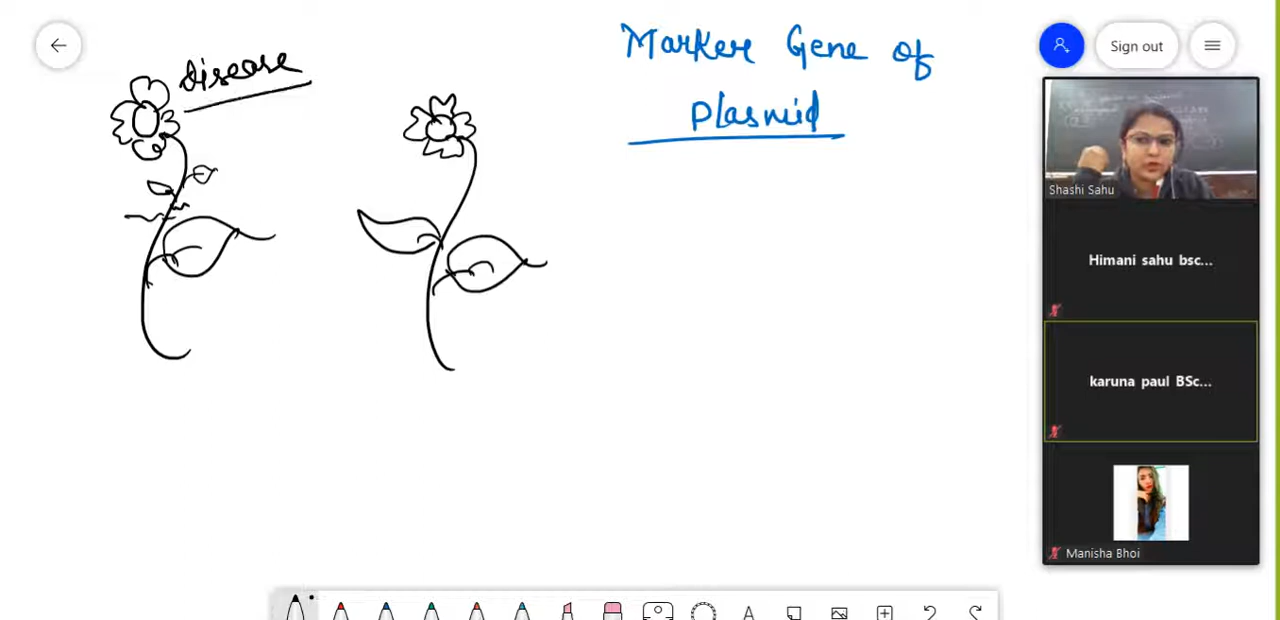 Disease
Marker Gene of
Plasmid
Sign out
Shashi Sahu
Himani sahu bsc...
karuna paul BSc...
Manisha Bhoi